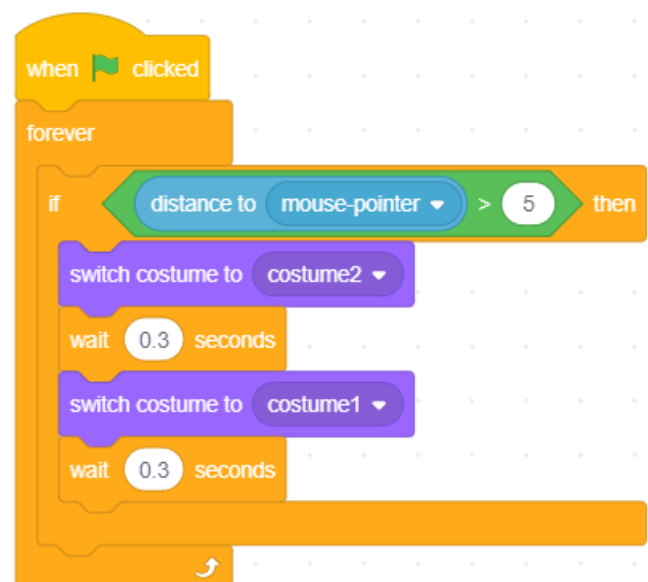 when clicked
forever
if distance to mouse-pointer > 5 then
switch costume to costume2
wait 0.3 seconds
switch costume to costume1
wait 0.3 seconds